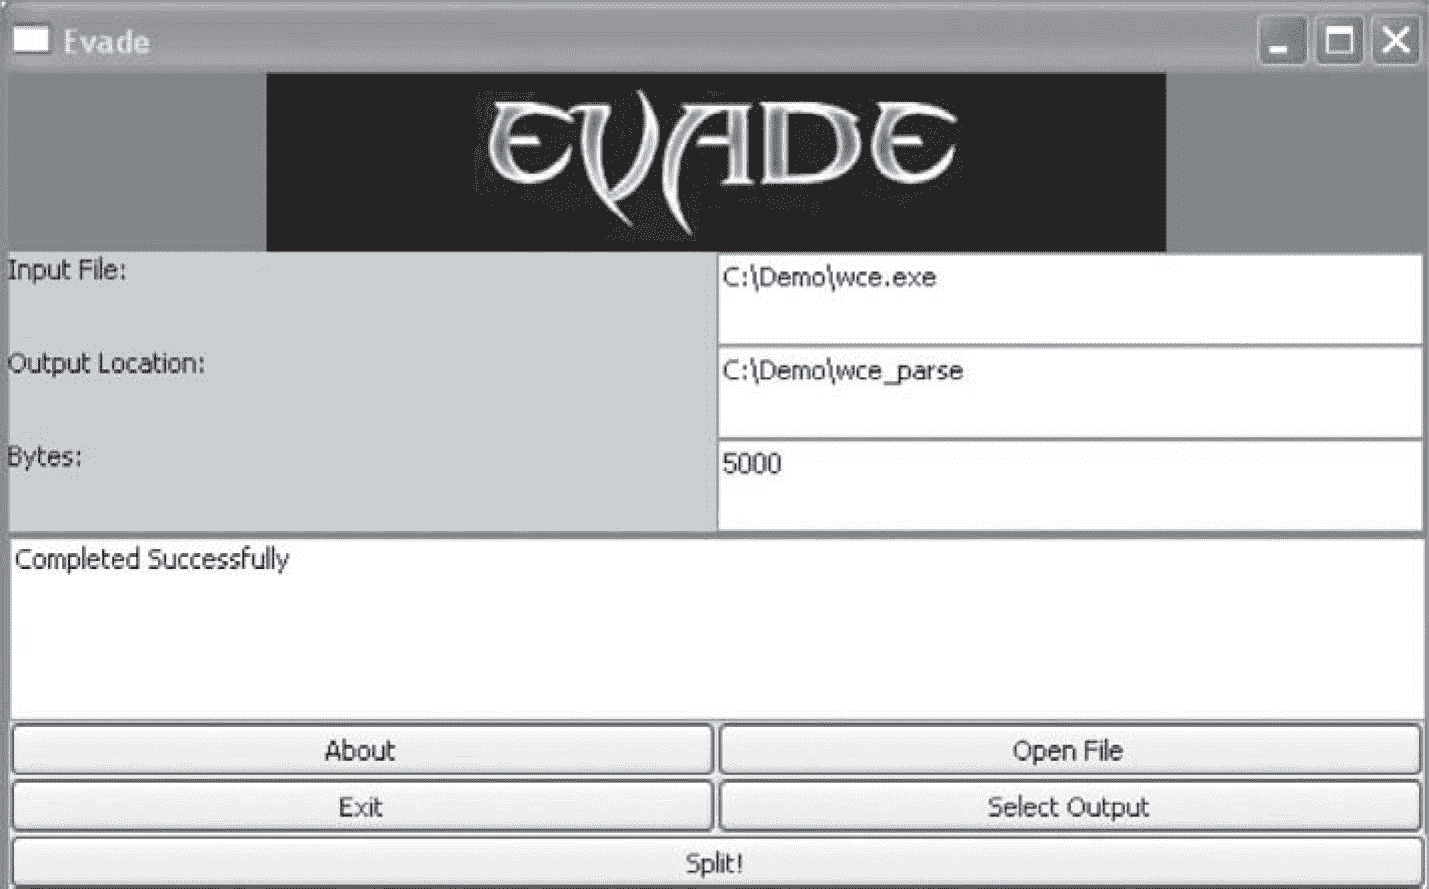 Evade
EVADE
Input File:
C:\Demo\wce.exe
Output Location:
C:\Demo\wce_parse
Bytes:
5000
Completed Successfully
About
Open File
Exit
Select Output
Split!